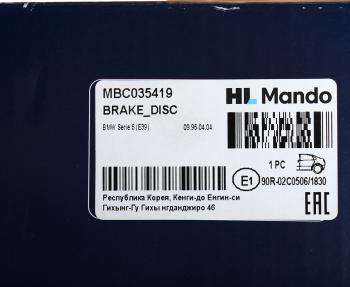 MBC035419
HL Mando
BRAKE_DISC
BMW Serie 5 (E39) 09.95-04.04
1 PC
E1 90R-02C0506/1830
Республика Корея, Кенги-до Енгин-си
Гихынг-Гу Гихы нгданджиро 46
EAC